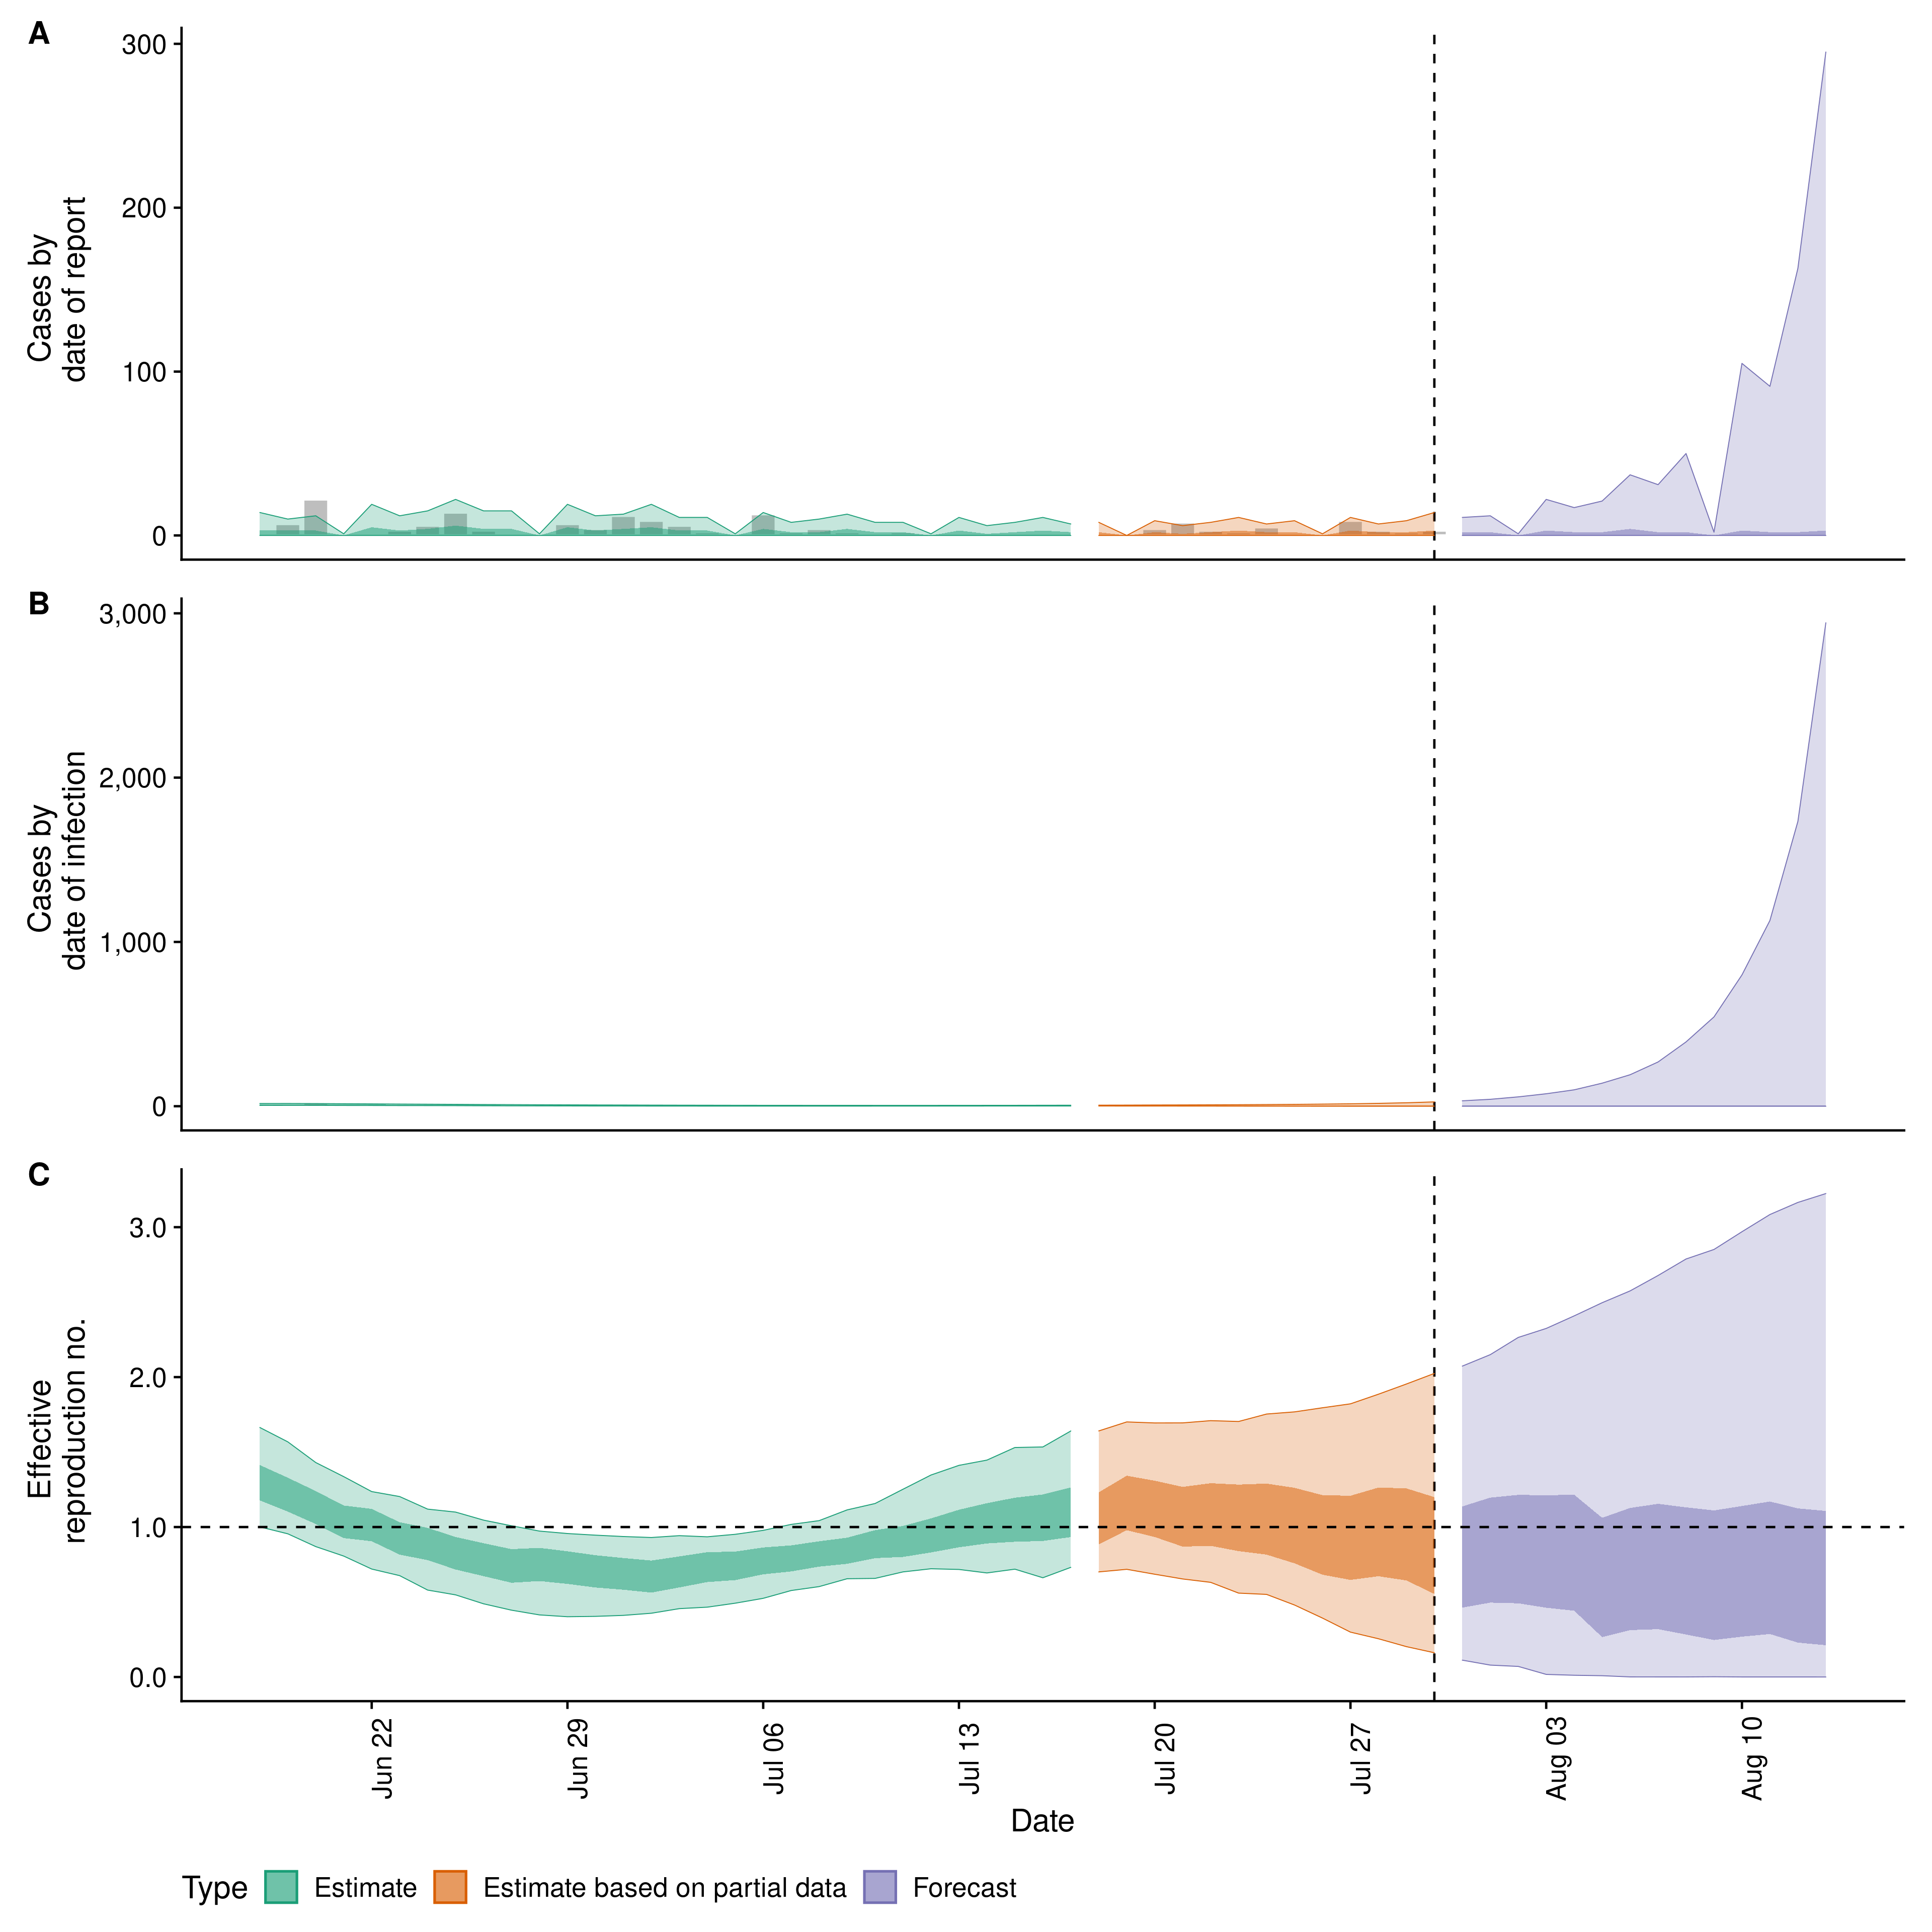 A
300
200
100
0
Cases by
date of report
B
3,000
2,000
1,000
0
Cases by
date of infection
C
3.0
2.0
1.0
0.0
Effective
reproduction no.
Jun 22
Jun 29
Jul 06
Jul 13
Jul 20
Jul 27
Aug 03
Aug 10
Date
Type Estimate Estimate based on partial data Forecast